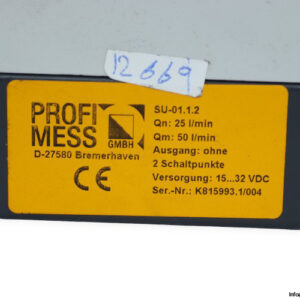 12669
PROFI
MESS
GMBH
D-27580 Bremerhaven
CE
SU-01.1.2
Qn: 25 l/min
Qm: 50 l/min
Ausgang: ohne
2 Schaltpunkte
Versorgung: 15...32 VDC
Ser.-Nr.: K815993.1/004